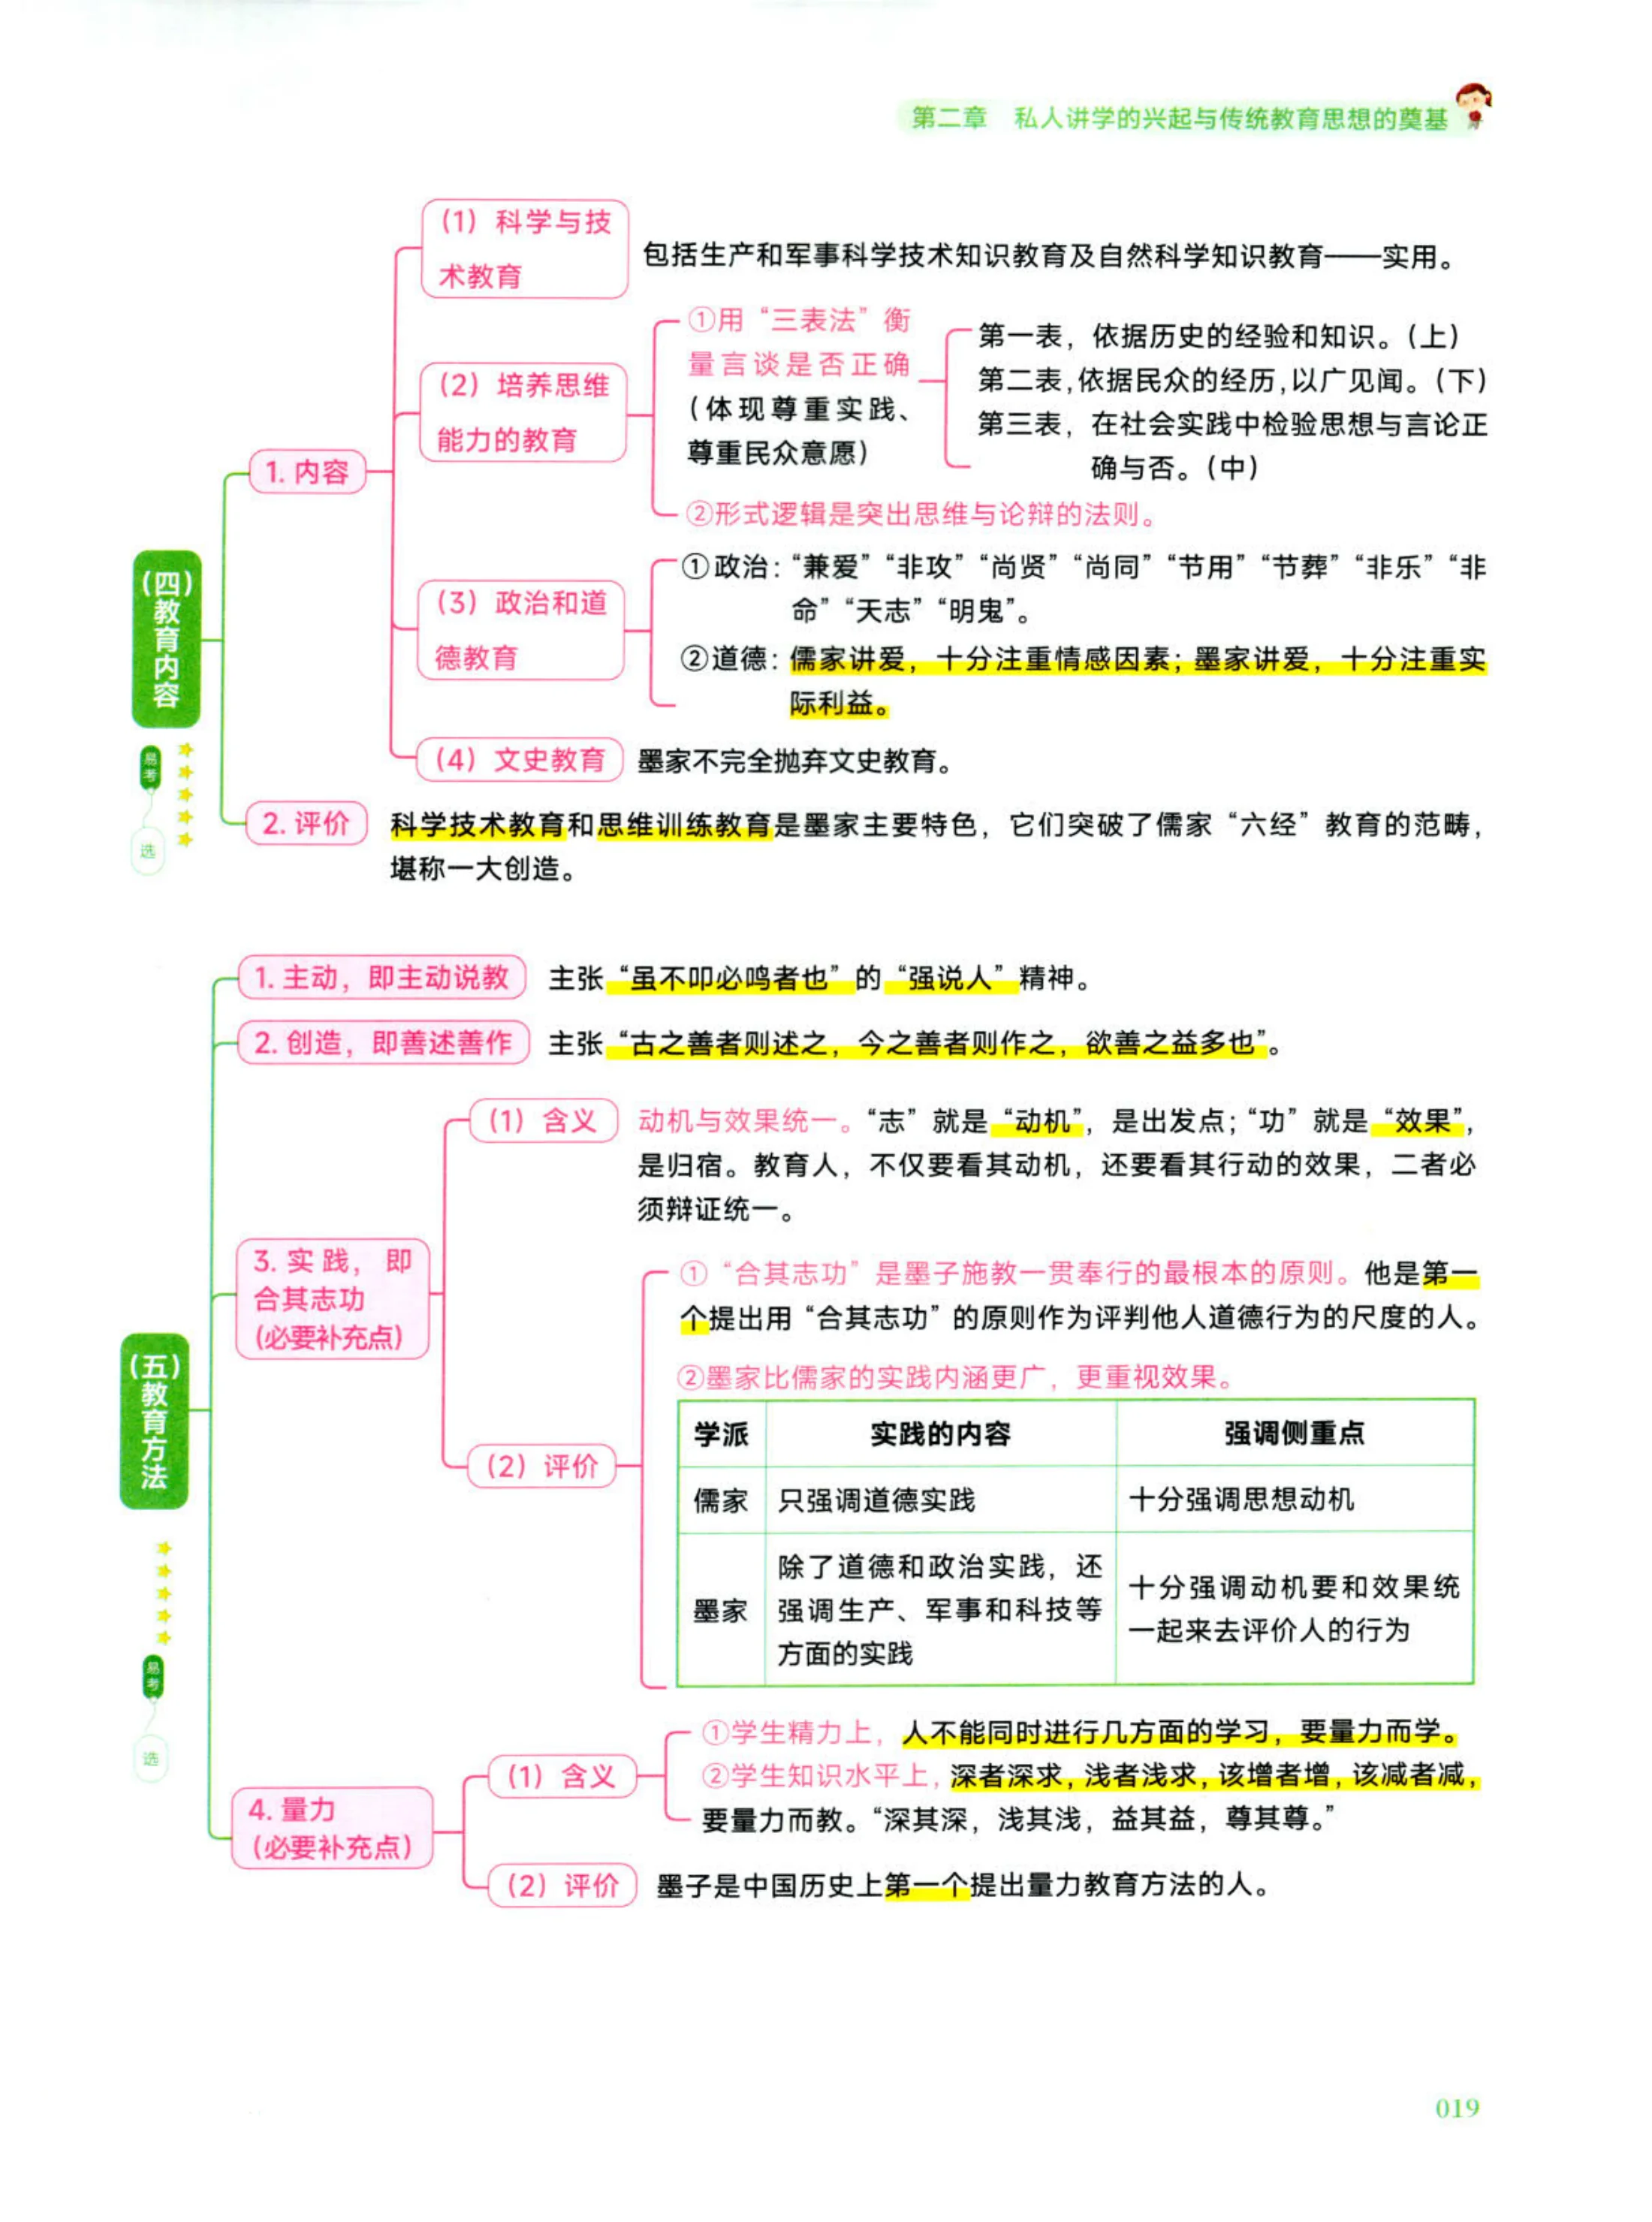 第二章 私人讲学的兴起与传统教育思想的奠基
(四)教育内容
易考
选
1. 内容
(1) 科学与技
术教育
包括生产和军事科学技术知识教育及自然科学知识教育——实用。
(2) 培养思维
能力的教育
①用“三表法”衡
量言谈是否正确
(体现尊重实践、
尊重民众意愿)
第一表，依据历史的经验和知识。(上)
第二表，依据民众的经历，以广见闻。(下)
第三表，在社会实践中检验思想与言论正
确与否。(中)
②形式逻辑是突出思维与论辩的法则。
(3) 政治和道
德教育
①政治：“兼爱”“非攻”“尚贤”“尚同”“节用”“节葬”“非乐”“非
命”“天志”“明鬼”。
②道德：儒家讲爱，十分注重情感因素；墨家讲爱，十分注重实
际利益。
(4) 文史教育
墨家不完全抛弃文史教育。
2. 评价
科学技术教育和思维训练教育是墨家主要特色，它们突破了儒家“六经”教育的范畴，
堪称一大创造。
(五)教育方法
易考
选
1. 主动，即主动说教
主张“虽不叩必鸣者也”的“强说人”精神。
2. 创造，即善述善作
主张“古之善者则述之，今之善者则作之，欲善之益多也”。
3. 实践，即
合其志功
(必要补充点)
(1) 含义
动机与效果统一。“志”就是“动机”，是出发点；“功”就是“效果”，
是归宿。教育人，不仅要看其动机，还要看其行动的效果，二者必
须辩证统一。
(2) 评价
①“合其志功”是墨子施教一贯奉行的最根本的原则。他是第一
个提出用“合其志功”的原则作为评判他人道德行为的尺度的人。
②墨家比儒家的实践内涵更广，更重视效果。
学派 实践的内容 强调侧重点
儒家 只强调道德实践 十分强调思想动机
墨家
除了道德和政治实践，还
强调生产、军事和科技等
方面的实践
十分强调动机要和效果统
一起来去评价人的行为
4. 量力
(必要补充点)
(1) 含义
①学生精力上，人不能同时进行几方面的学习，要量力而学。
②学生知识水平上，深者深求，浅者浅求，该增者增，该减者减，
要量力而教。“深其深，浅其浅，益其益，尊其尊。”
(2) 评价
墨子是中国历史上第一个提出量力教育方法的人。
019